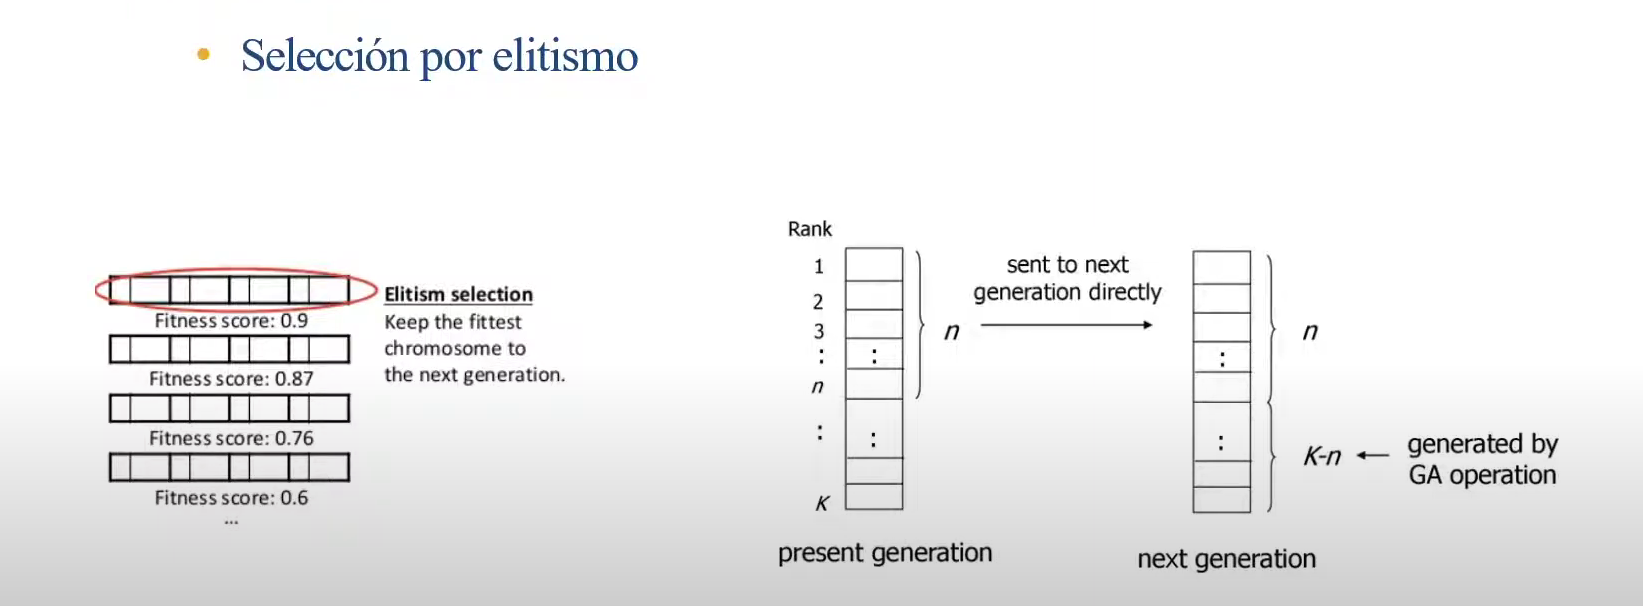 • Selección por elitismo
Fitness score: 0.9
Fitness score: 0.87
Fitness score: 0.76
Fitness score: 0.6
...
Elitism selection
Keep the fittest
chromosome to
the next generation.
Rank
1
2
3
:
n
:
K
:
:
n
present generation
sent to next
generation directly
:
:
n
K-n
generated by
GA operation
next generation